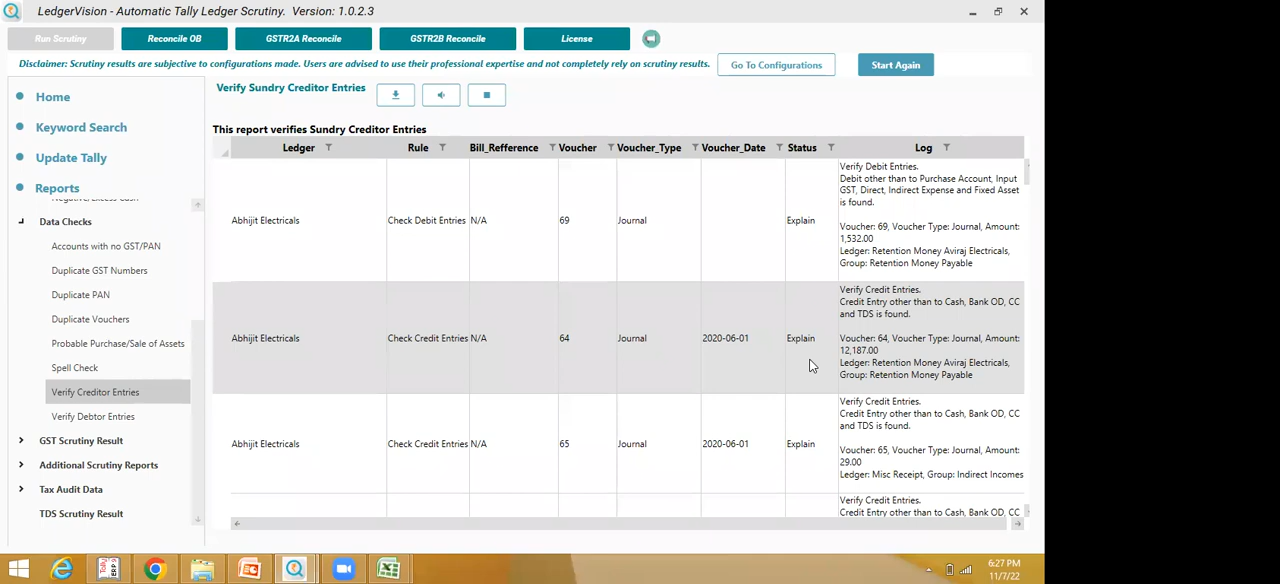 LedgerVision - Automatic Tally Ledger Scrutiny. Version: 1.0.2.3
Run Scrutiny
Reconcile OB
GSTR2A Reconcile
GSTR2B Reconcile
License
Disclaimer: Scrutiny results are subject to configurations made. Users are advised to use their professional expertise and not completely rely on scrutiny results.
Go To Configurations
Start Again
Home
Keyword Search
Update Tally
Reports
Negative/Excess Cash
Data Checks
Accounts with no GST/PAN
Duplicate GST Numbers
Duplicate PAN
Duplicate Vouchers
Probable Purchase/Sale of Assets
Spell Check
Verify Creditor Entries
Verify Debtor Entries
GST Scrutiny Result
Additional Scrutiny Reports
Tax Audit Data
TDS Scrutiny Result
Verify Sundry Creditor Entries
This report verifies Sundry Creditor Entries
Ledger Rule Bill_Refference Voucher Voucher_Type Voucher_Date Status Log
Abhijit Electricals Check Debit Entries N/A 69 Journal Explain
Verify Debit Entries.
Debit other than to Purchase Account, Input
GST, Direct, Indirect Expense and Fixed Asset
is found.
Voucher: 69, Voucher Type: Journal, Amount:
1,532.00
Ledger: Retention Money Aviraj Electricals,
Group: Retention Money Payable
Abhijit Electricals Check Credit Entries N/A 64 Journal 2020-06-01 Explain
Verify Credit Entries.
Credit Entry other than to Cash, Bank OD, CC
and TDS is found.
Voucher: 64, Voucher Type: Journal, Amount:
12,187.00
Ledger: Retention Money Aviraj Electricals,
Group: Retention Money Payable
Abhijit Electricals Check Credit Entries N/A 65 Journal 2020-06-01 Explain
Verify Credit Entries.
Credit Entry other than to Cash, Bank OD, CC
and TDS is found.
Voucher: 65, Voucher Type: Journal, Amount:
29.00
Ledger: Misc Receipt, Group: Indirect Incomes
Verify Credit Entries.
Credit Entry other than to Cash, Bank OD, CC
Tally
ERP 9
6:27 PM
11/7/22